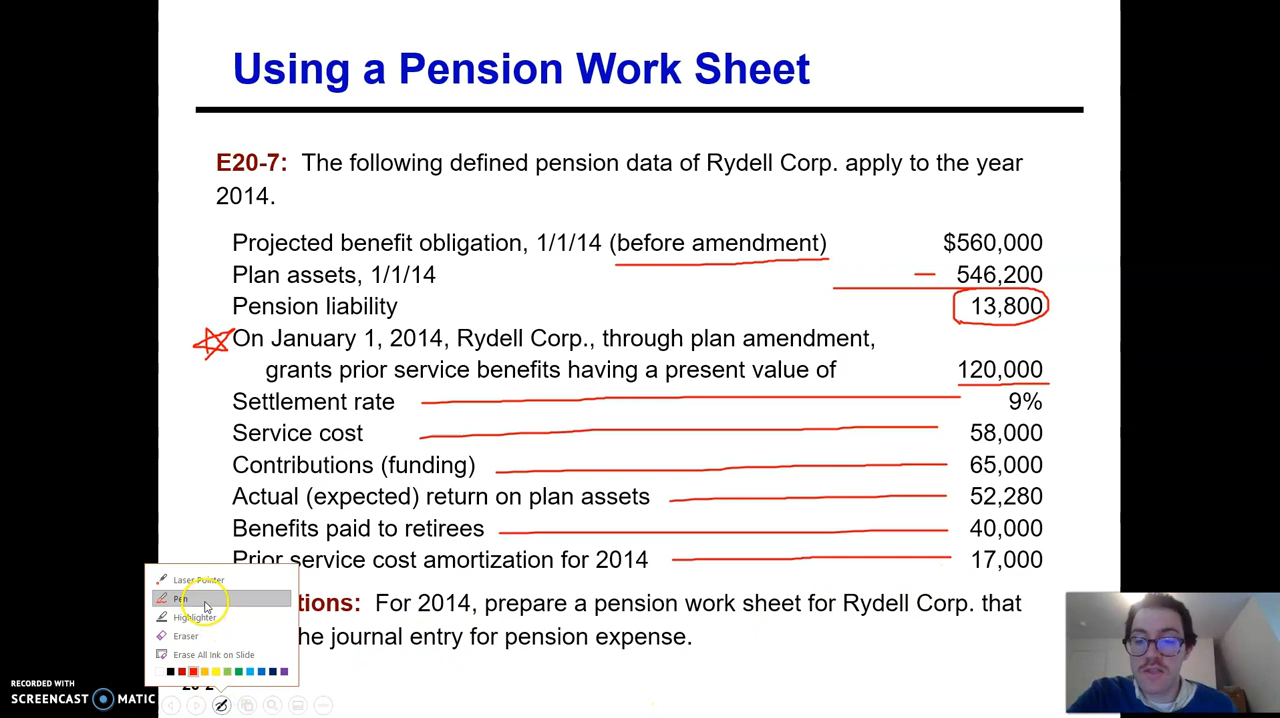 Using a Pension Work Sheet
E20-7: The following defined pension data of Rydell Corp. apply to the year
2014.
Projected benefit obligation, 1/1/14 (before amendment) $560,000
Plan assets, 1/1/14 546,200
Pension liability 13,800
On January 1, 2014, Rydell Corp., through plan amendment,
grants prior service benefits having a present value of 120,000
Settlement rate 9%
Service cost 58,000
Contributions (funding) 65,000
Actual (expected) return on plan assets 52,280
Benefits paid to retirees 40,000
Prior service cost amortization for 2014 17,000
Laser Pointer
Pen
tions: For 2014, prepare a pension work sheet for Rydell Corp. that
Highlighter
Eraser
he journal entry for pension expense.
Erase All Ink on Slide
RECORDED WITH
SCREENCAST MATIC